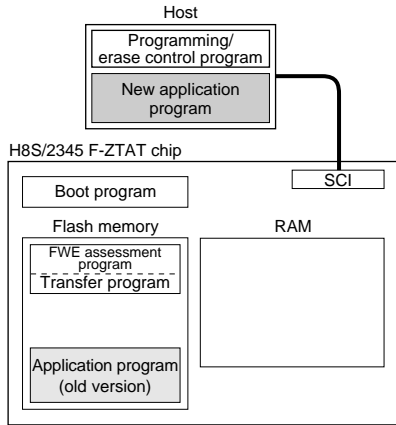 Host
Programming/
erase control program
New application
program
H8S/2345 F-ZTAT chip
SCI
Boot program
Flash memory
RAM
FWE assessment
program
Transfer program
Application program
(old version)